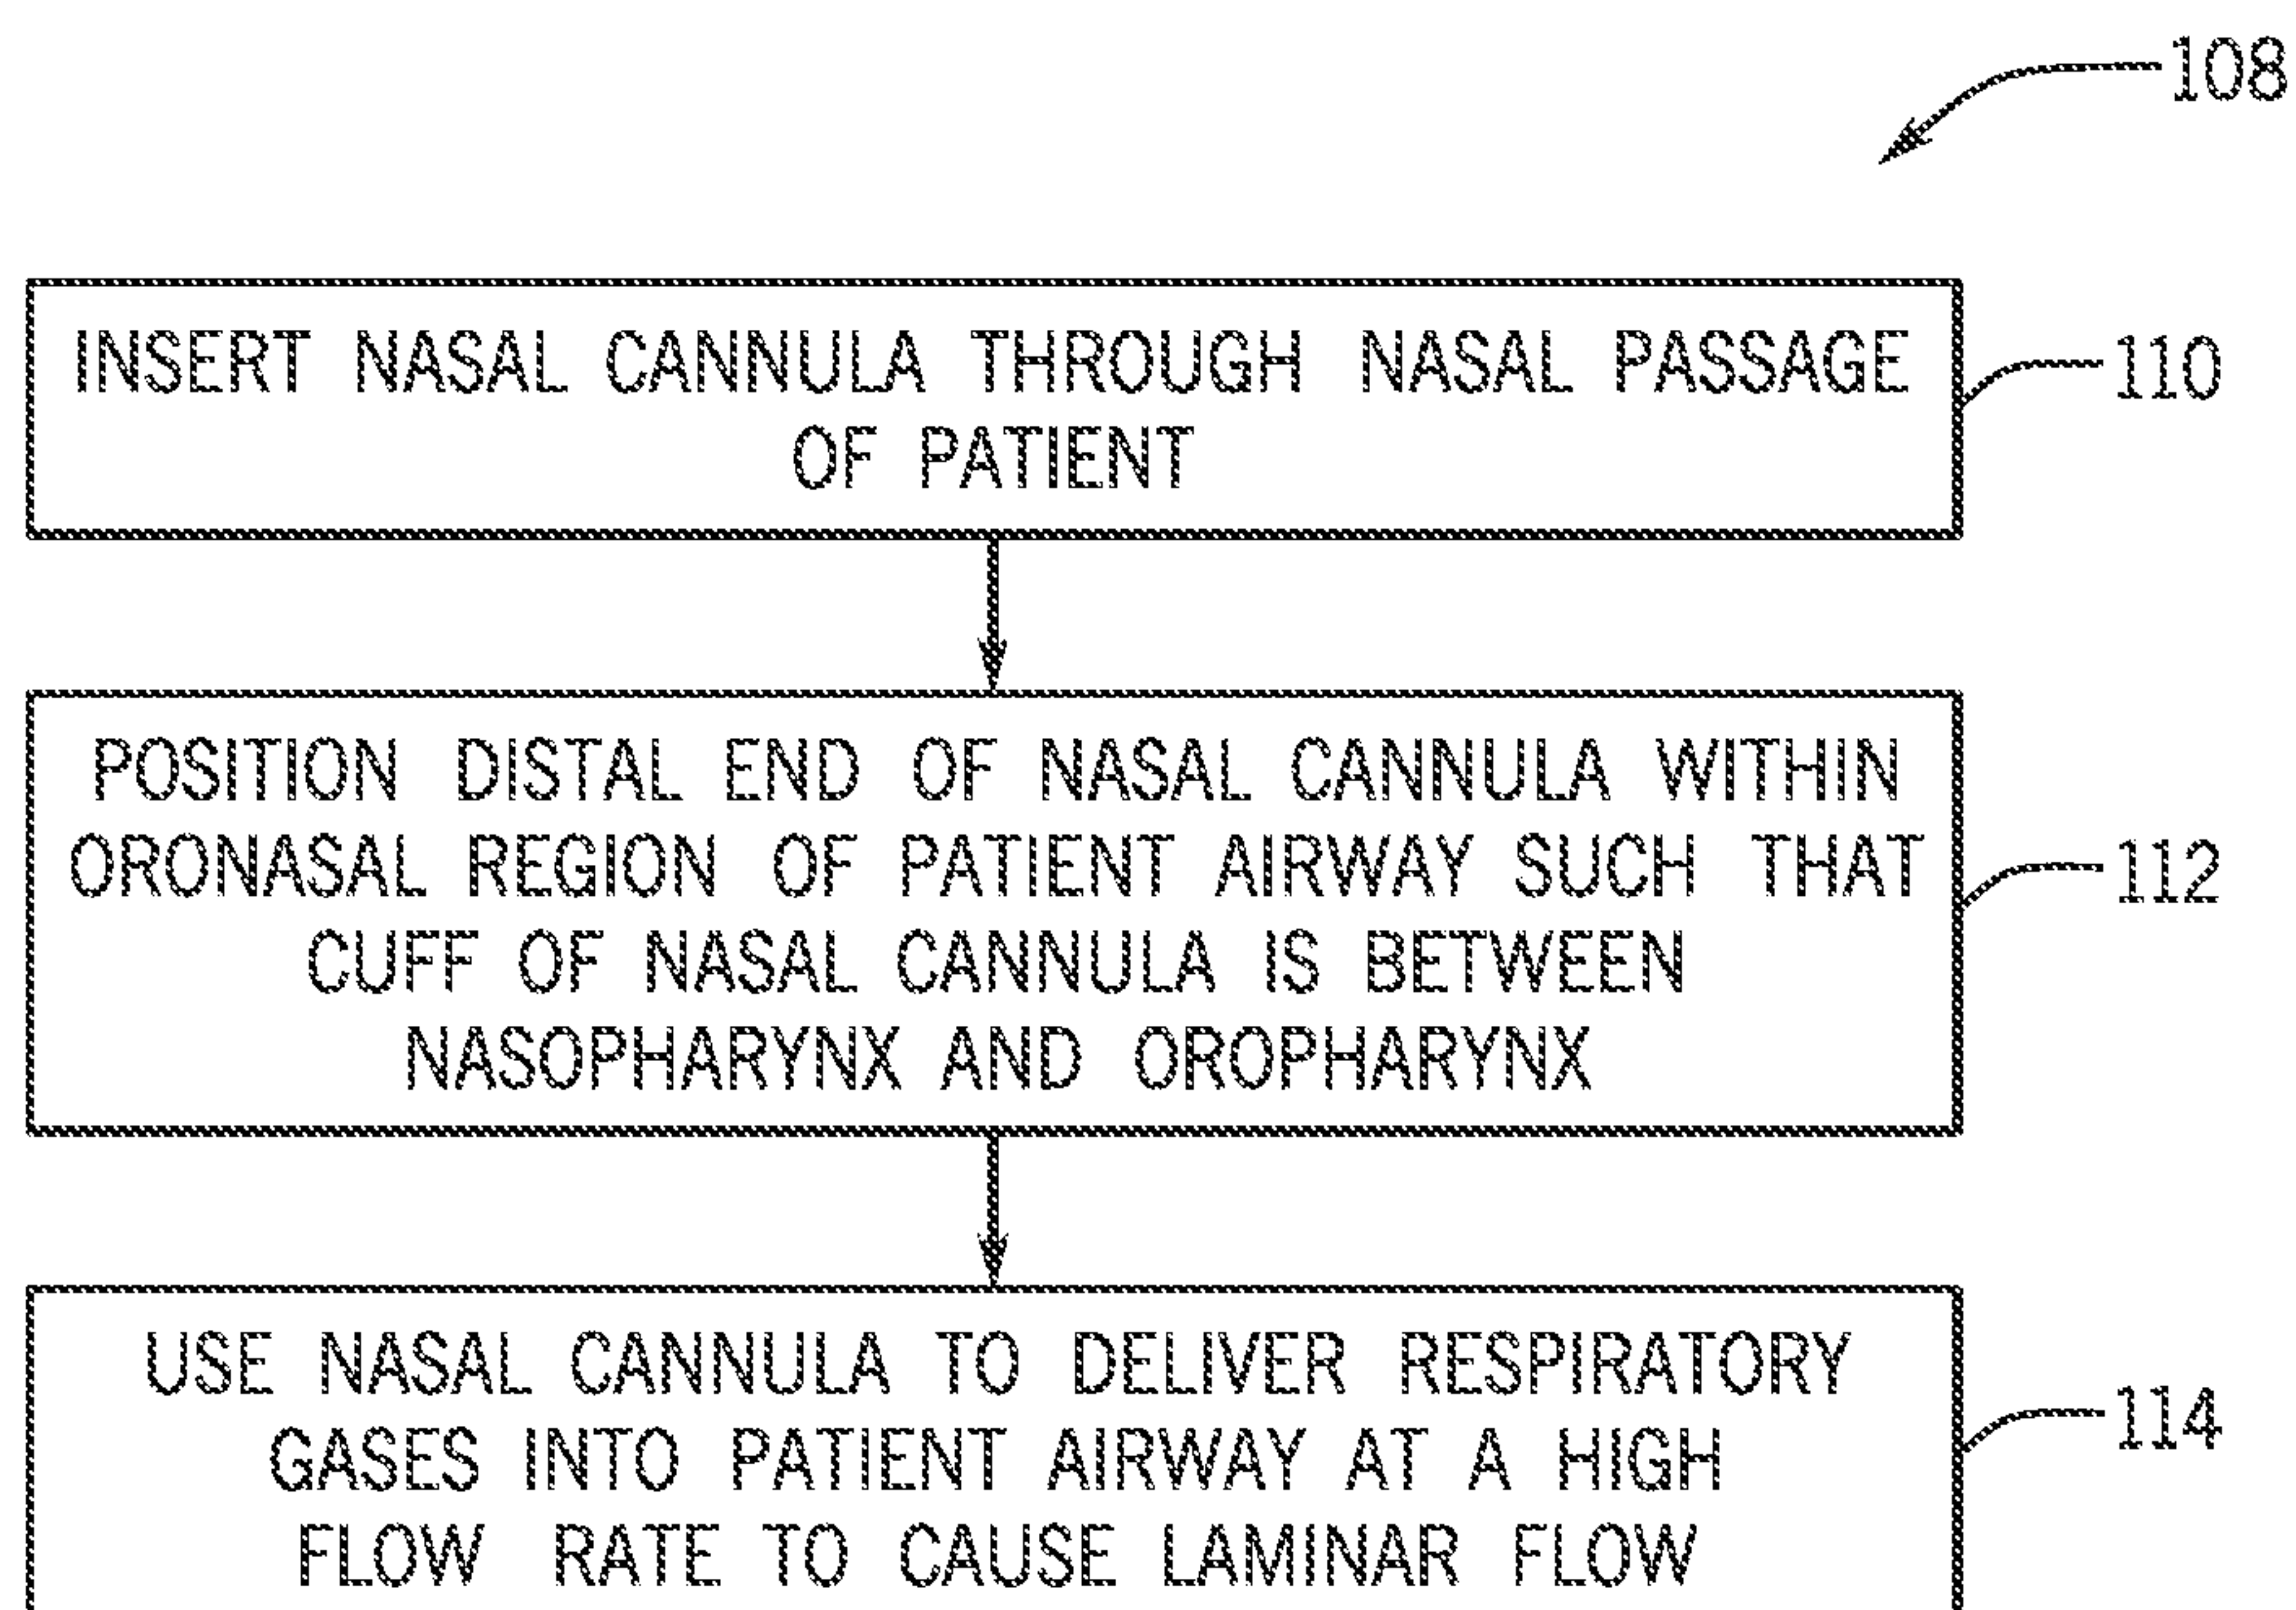 108
INSERT NASAL CANNULA THROUGH NASAL PASSAGE
OF PATIENT
110
POSITION DISTAL END OF NASAL CANNULA WITHIN
ORONASAL REGION OF PATIENT AIRWAY SUCH THAT
CUFF OF NASAL CANNULA IS BETWEEN
NASOPHARYNX AND OROPHARYNX
112
USE NASAL CANNULA TO DELIVER RESPIRATORY
GASES INTO PATIENT AIRWAY AT A HIGH
FLOW RATE TO CAUSE LAMINAR FLOW
114